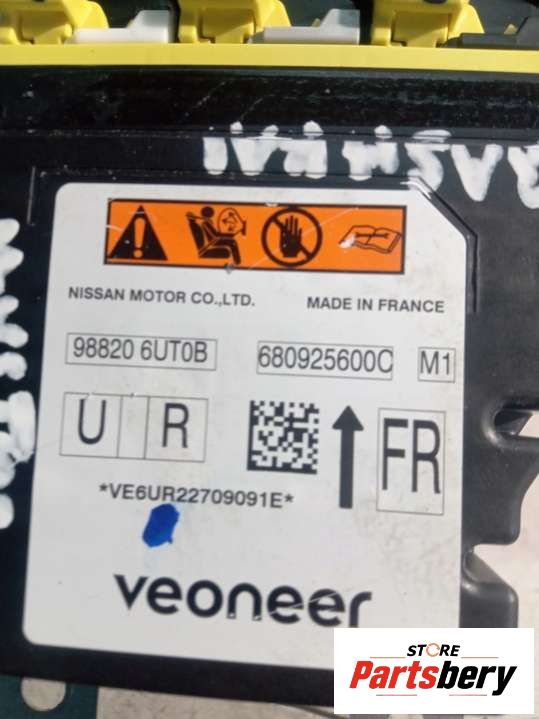 NISSAN MOTOR CO.,LTD. MADE IN FRANCE
98820 6UT0B 680925600C M1
U R FR
*VE6UR22709091E*
veoneer
STORE
Partsbery